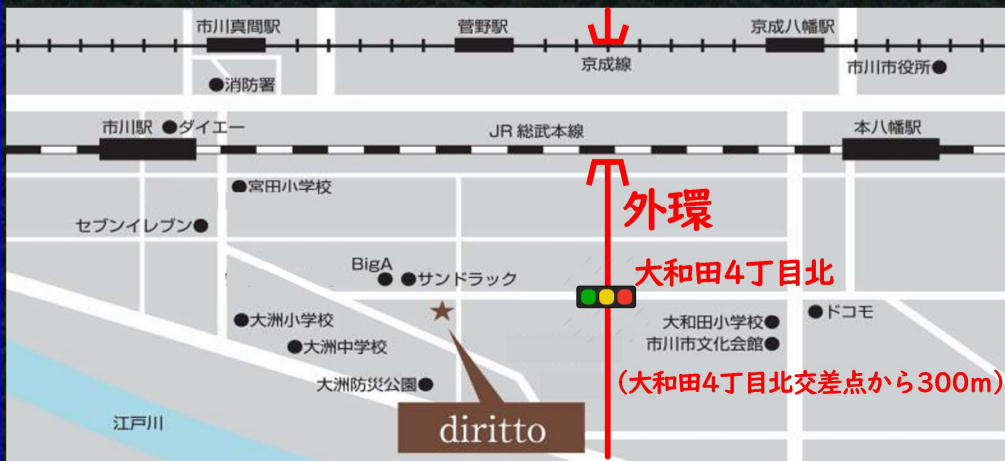 市川真間駅
菅野駅
京成八幡駅
京成線
市川市役所
消防署
市川駅
ダイエー
JR 総武本線
本八幡駅
宮田小学校
外環
セブンイレブン
BigA
サンドラック
大和田4丁目北
大洲小学校
ドコモ
大和田小学校
大洲中学校
市川市文化会館
大洲防災公園
(大和田4丁目北交差点から300m)
江戸川
diritto